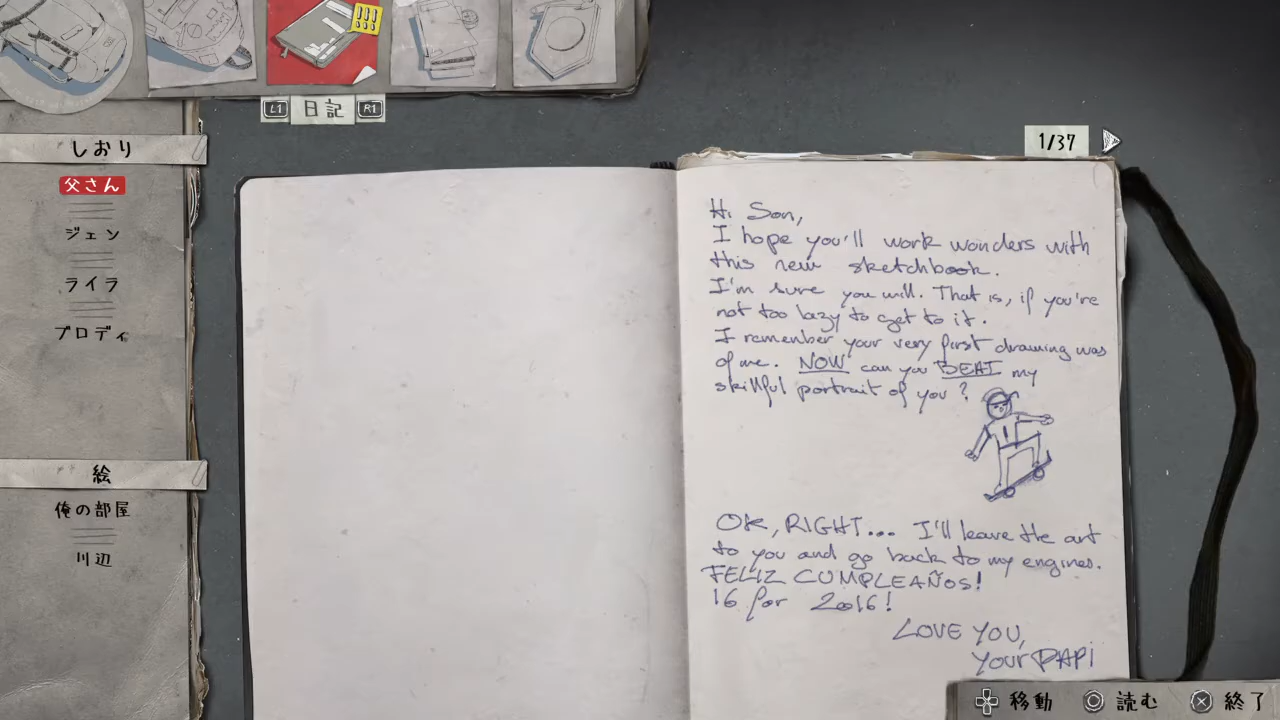 L1 日記 R1
しおり
父さん
ジェン
ライラ
ブロディ
絵
俺の部屋
川辺
1/37
Hi Son,
I hope you'll work wonders with
this new sketchbook.
I'm sure you will. That is, if you're
not too lazy to get to it.
I remember your very first drawing was
of me. NOW can you BEAT my
skillful portrait of you?
OK, RIGHT... I'll leave the art
to you and go back to my engines.
FELIZ CUMPLEAÑOS!
16 for 2016!
LOVE YOU,
Your PAPI
移動 読む 終了